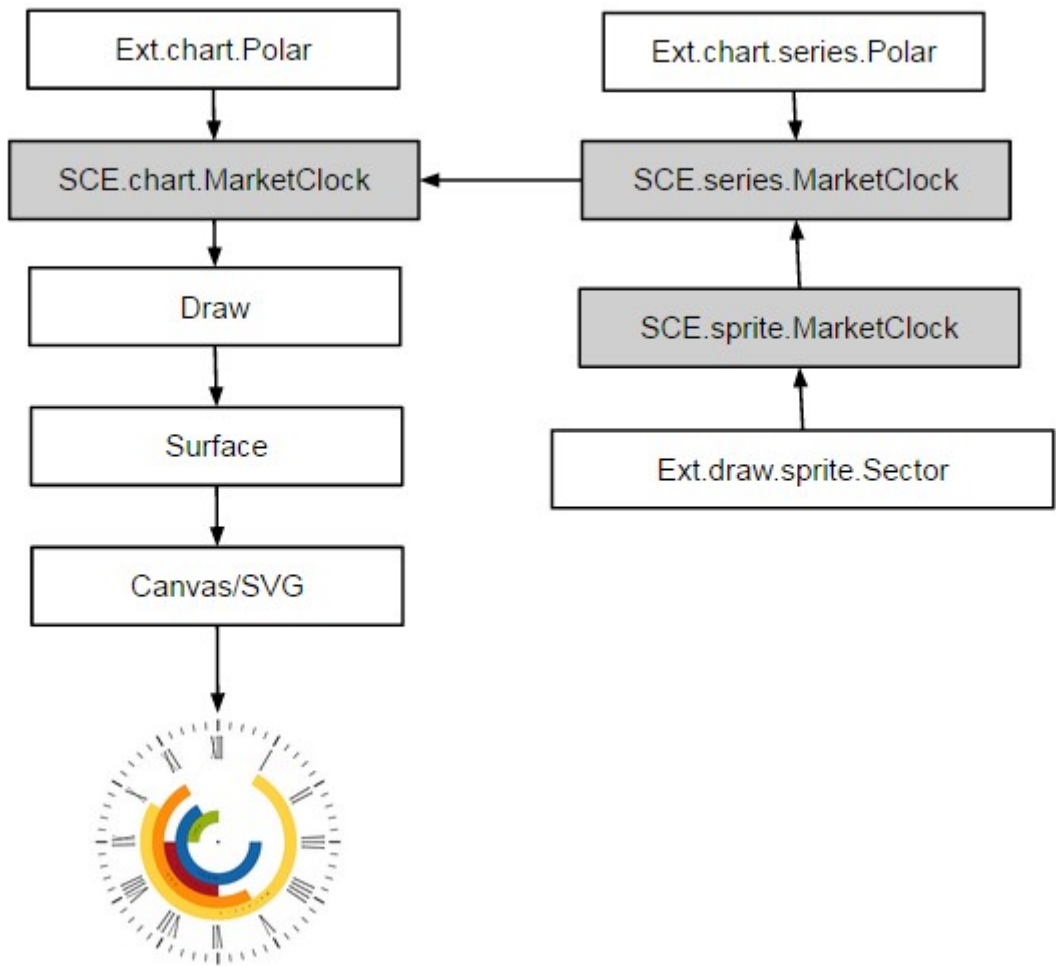 Ext.chart.Polar
Ext.chart.series.Polar
SCE.chart.MarketClock
SCE.series.MarketClock
Draw
SCE.sprite.MarketClock
Surface
Ext.draw.sprite.Sector
Canvas/SVG